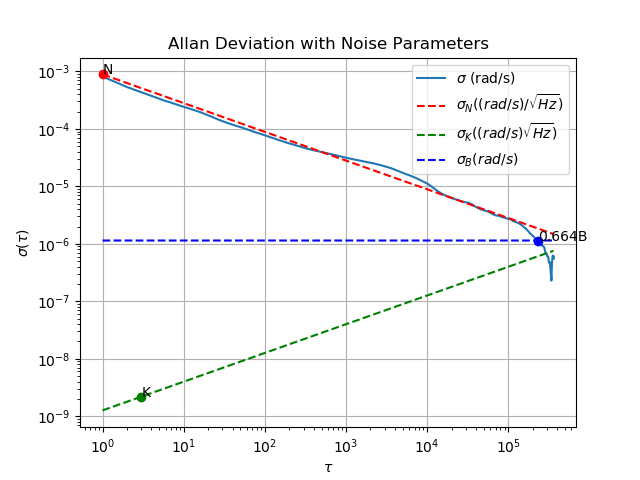 Allan Deviation with Noise Parameters
σ (rad/s)
σ_N((rad/s)/√Hz)
σ_K((rad/s)√Hz)
σ_B(rad/s)
N
K
0.664B
σ(τ)
10⁻³
10⁻⁴
10⁻⁵
10⁻⁶
10⁻⁷
10⁻⁸
10⁻⁹
10⁰ 10¹ 10² 10³ 10⁴ 10⁵
τ